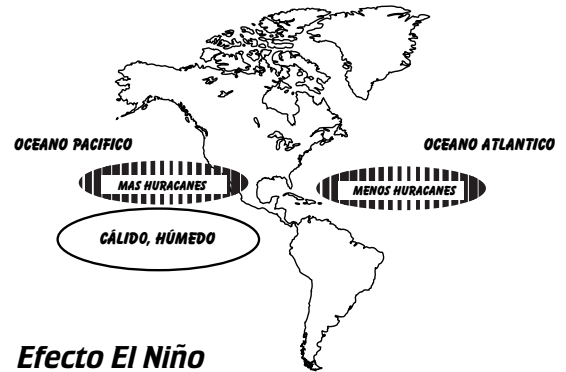 OCEANO PACIFICO
OCEANO ATLANTICO
MAS HURACANES
MENOS HURACANES
CÁLIDO, HÚMEDO
Efecto El Niño